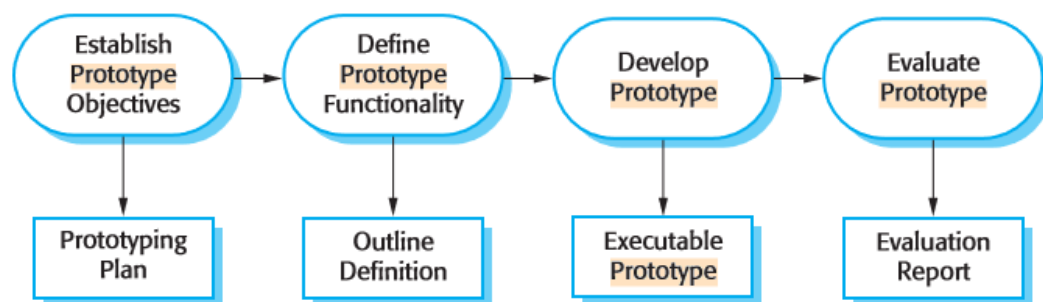 Establish
Prototype
Objectives
Define
Prototype
Functionality
Develop
Prototype
Evaluate
Prototype
Prototyping
Plan
Outline
Definition
Executable
Prototype
Evaluation
Report